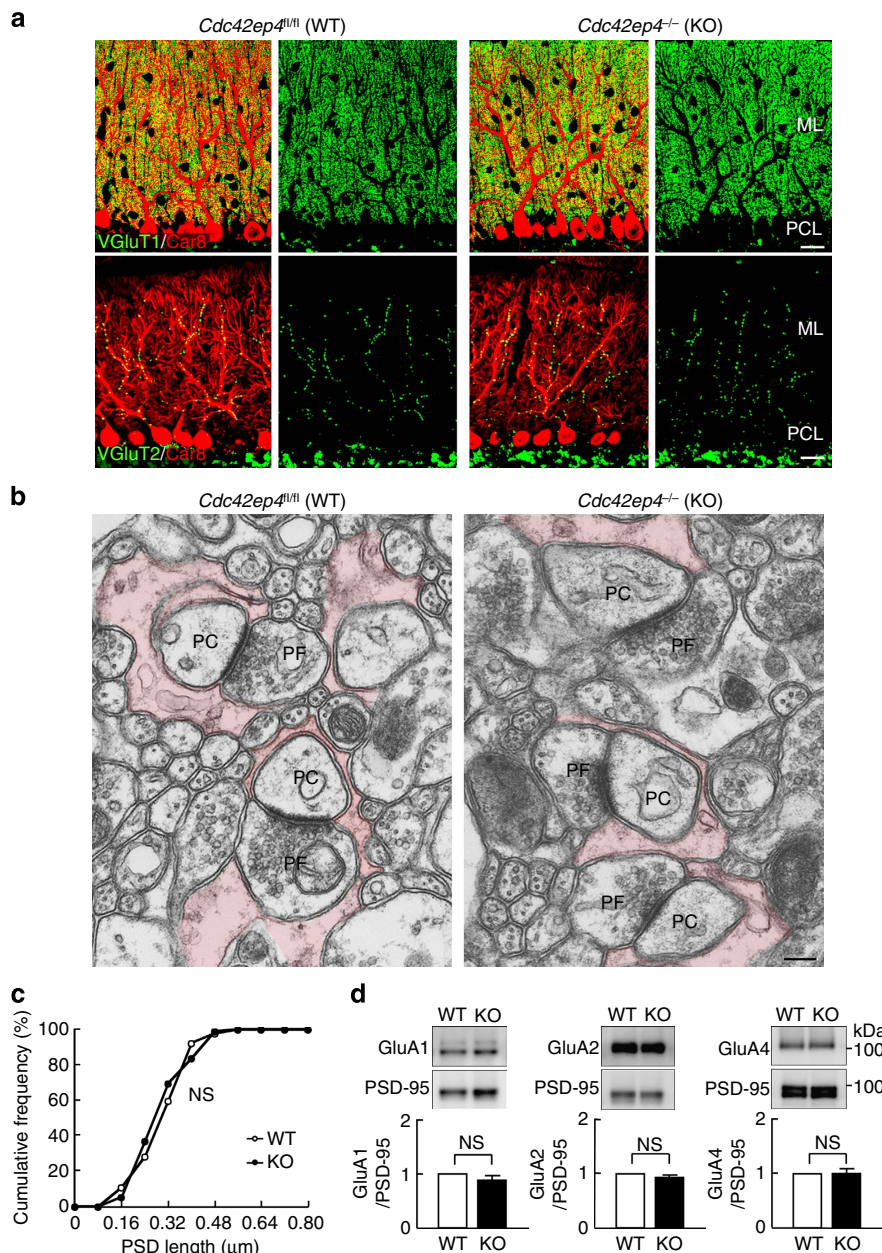 a
Cdc42ep4fl/fl (WT)
Cdc42ep4–/– (KO)
VGluT1/Car8
ML
PCL
VGluT2/Car8
ML
PCL
b
Cdc42ep4fl/fl (WT)
Cdc42ep4–/– (KO)
PC
PF
PC
PF
PC
PF
PF
PC
PF
PC
c
Cumulative frequency (%)
100
80
60
40
20
0
NS
WT
KO
0
0.16
0.32
0.48
0.64
0.80
PSD length (μm)
d
WT KO
GluA1
PSD-95
GluA1
/PSD-95
2
1
0
NS
WT KO
WT KO
GluA2
PSD-95
GluA2
/PSD-95
2
1
0
NS
WT KO
WT KO
kDa
GluA4
100
PSD-95
100
GluA4
/PSD-95
2
1
0
NS
WT KO